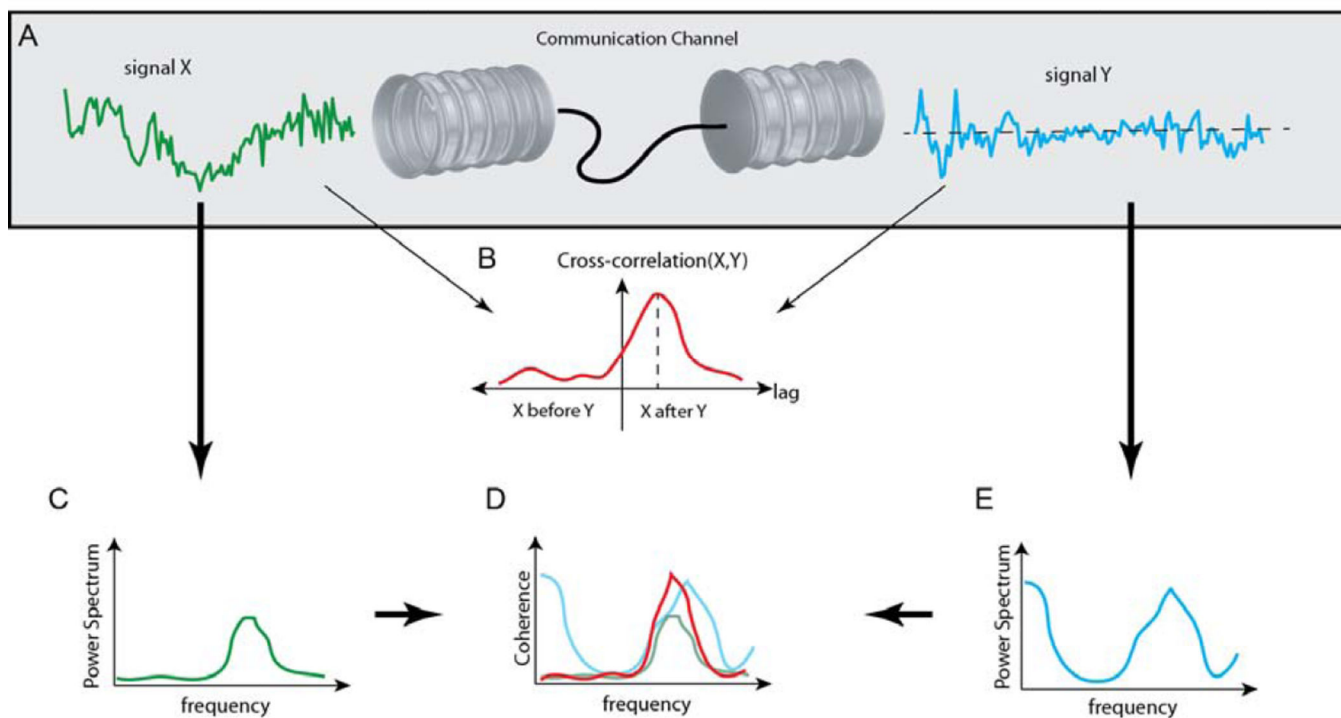 A
Communication Channel
signal X
signal Y
B
Cross-correlation(X,Y)
lag
X before Y
X after Y
C
D
E
Power Spectrum
frequency
Coherence
frequency
Power Spectrum
frequency